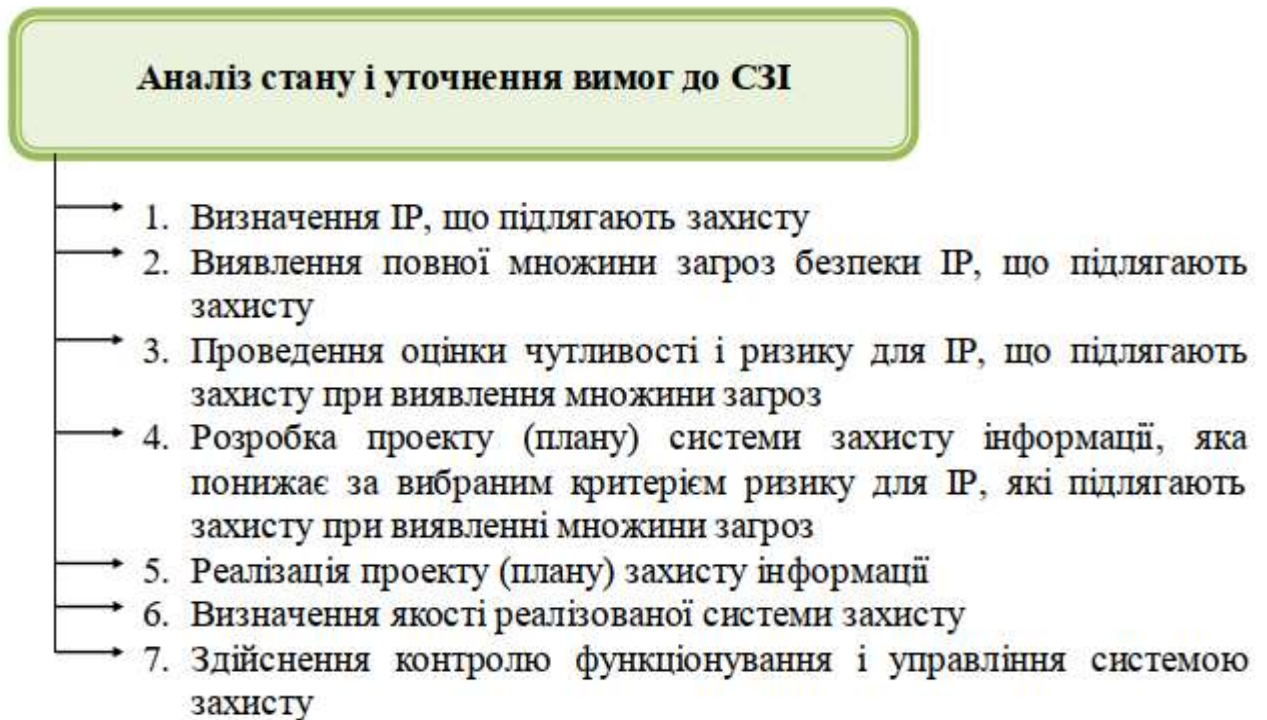 Аналіз стану і уточнення вимог до СЗІ
1. Визначення ІР, що підлягають захисту
2. Виявлення повної множини загроз безпеки ІР, що підлягають
захисту
3. Проведення оцінки чутливості і ризику для ІР, що підлягають
захисту при виявлення множини загроз
4. Розробка проекту (плану) системи захисту інформації, яка
понижає за вибраним критерієм ризику для ІР, які підлягають
захисту при виявленні множини загроз
5. Реалізація проекту (плану) захисту інформації
6. Визначення якості реалізованої системи захисту
7. Здійснення контролю функціонування і управління системою
захисту